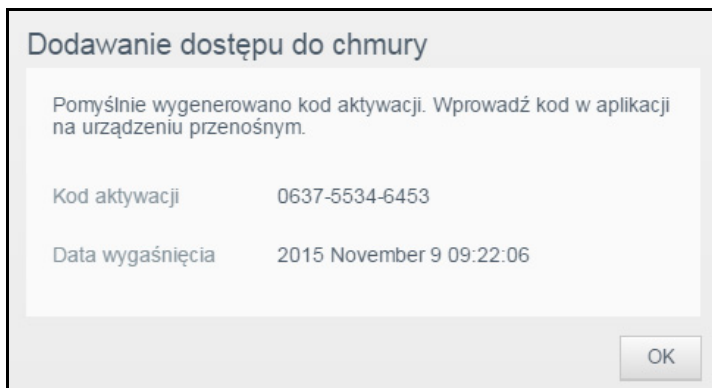 Dodawanie dostępu do chmury
Pomyślnie wygenerowano kod aktywacji. Wprowadź kod w aplikacji
na urządzeniu przenośnym.
Kod aktywacji 0637-5534-6453
Data wygaśnięcia 2015 November 9 09:22:06
OK